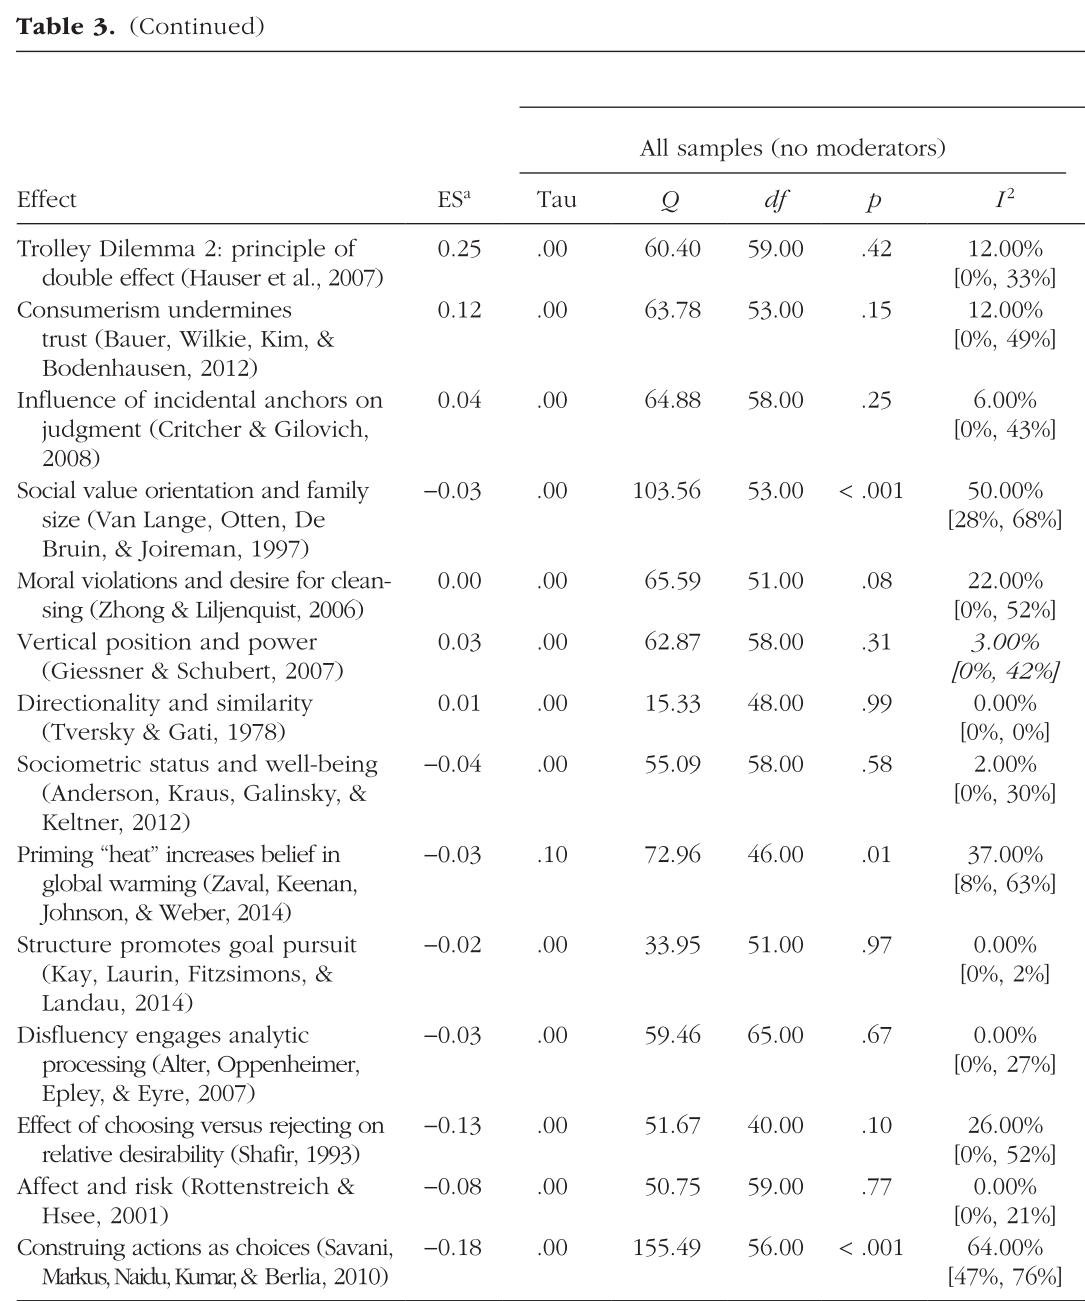 Table 3. (Continued)
All samples (no moderators)
Effect ESa Tau Q df p I2
Trolley Dilemma 2: principle of 0.25 .00 60.40 59.00 .42 12.00%
double effect (Hauser et al., 2007) [0%, 33%]
Consumerism undermines 0.12 .00 63.78 53.00 .15 12.00%
trust (Bauer, Wilkie, Kim, & [0%, 49%]
Bodenhausen, 2012)
Influence of incidental anchors on 0.04 .00 64.88 58.00 .25 6.00%
judgment (Critcher & Gilovich, [0%, 43%]
2008)
Social value orientation and family −0.03 .00 103.56 53.00 < .001 50.00%
size (Van Lange, Otten, De [28%, 68%]
Bruin, & Joireman, 1997)
Moral violations and desire for clean- 0.00 .00 65.59 51.00 .08 22.00%
sing (Zhong & Liljenquist, 2006) [0%, 52%]
Vertical position and power 0.03 .00 62.87 58.00 .31 3.00%
(Giessner & Schubert, 2007) [0%, 42%]
Directionality and similarity 0.01 .00 15.33 48.00 .99 0.00%
(Tversky & Gati, 1978) [0%, 0%]
Sociometric status and well-being −0.04 .00 55.09 58.00 .58 2.00%
(Anderson, Kraus, Galinsky, & [0%, 30%]
Keltner, 2012)
Priming “heat” increases belief in −0.03 .10 72.96 46.00 .01 37.00%
global warming (Zaval, Keenan, [8%, 63%]
Johnson, & Weber, 2014)
Structure promotes goal pursuit −0.02 .00 33.95 51.00 .97 0.00%
(Kay, Laurin, Fitzsimons, & [0%, 2%]
Landau, 2014)
Disfluency engages analytic −0.03 .00 59.46 65.00 .67 0.00%
processing (Alter, Oppenheimer, [0%, 27%]
Epley, & Eyre, 2007)
Effect of choosing versus rejecting on −0.13 .00 51.67 40.00 .10 26.00%
relative desirability (Shafir, 1993) [0%, 52%]
Affect and risk (Rottenstreich & −0.08 .00 50.75 59.00 .77 0.00%
Hsee, 2001) [0%, 21%]
Construing actions as choices (Savani, −0.18 .00 155.49 56.00 < .001 64.00%
Markus, Naidu, Kumar, & Berlia, 2010) [47%, 76%]